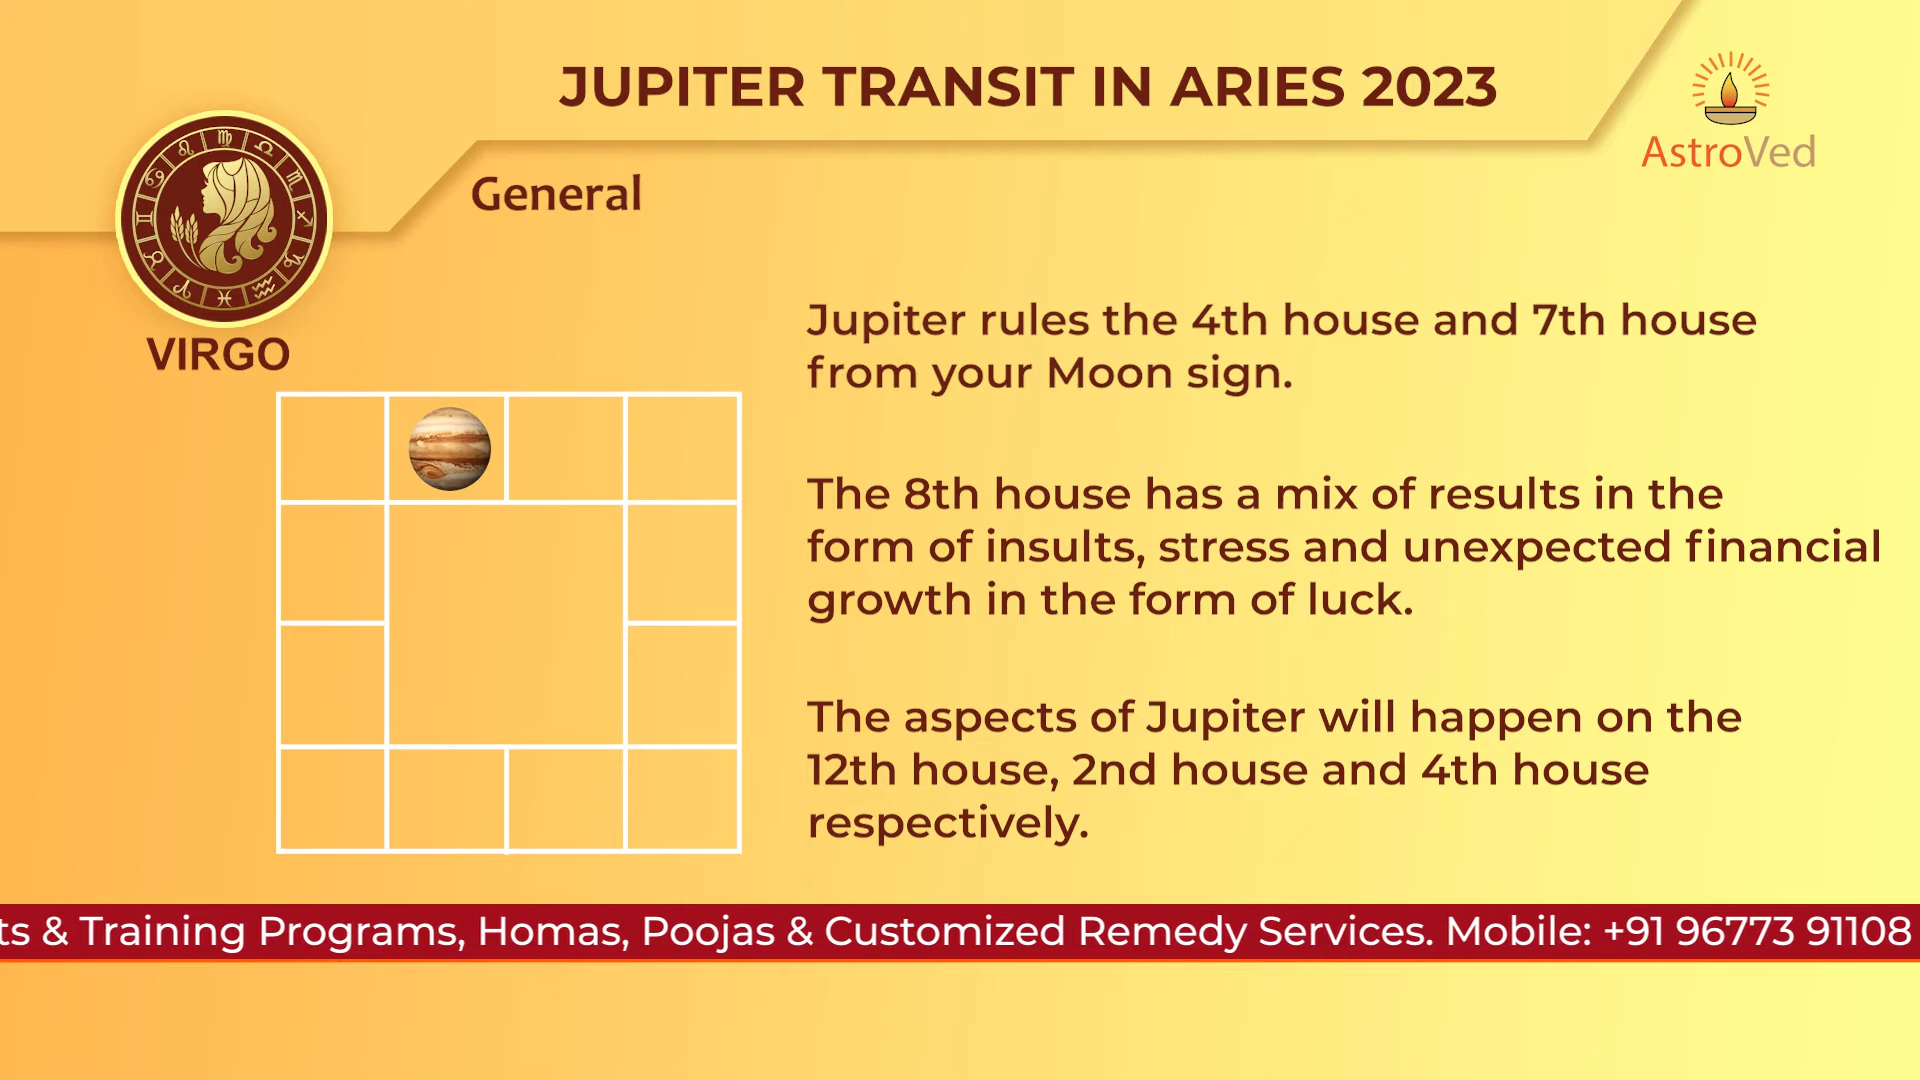 JUPITER TRANSIT IN ARIES 2023
AstroVed
General
VIRGO
Jupiter rules the 4th house and 7th house
from your Moon sign.
The 8th house has a mix of results in the
form of insults, stress and unexpected financial
growth in the form of luck.
The aspects of Jupiter will happen on the
12th house, 2nd house and 4th house
respectively.
& Training Programs, Homas, Poojas & Customized Remedy Services. Mobile: +91 96773 91108